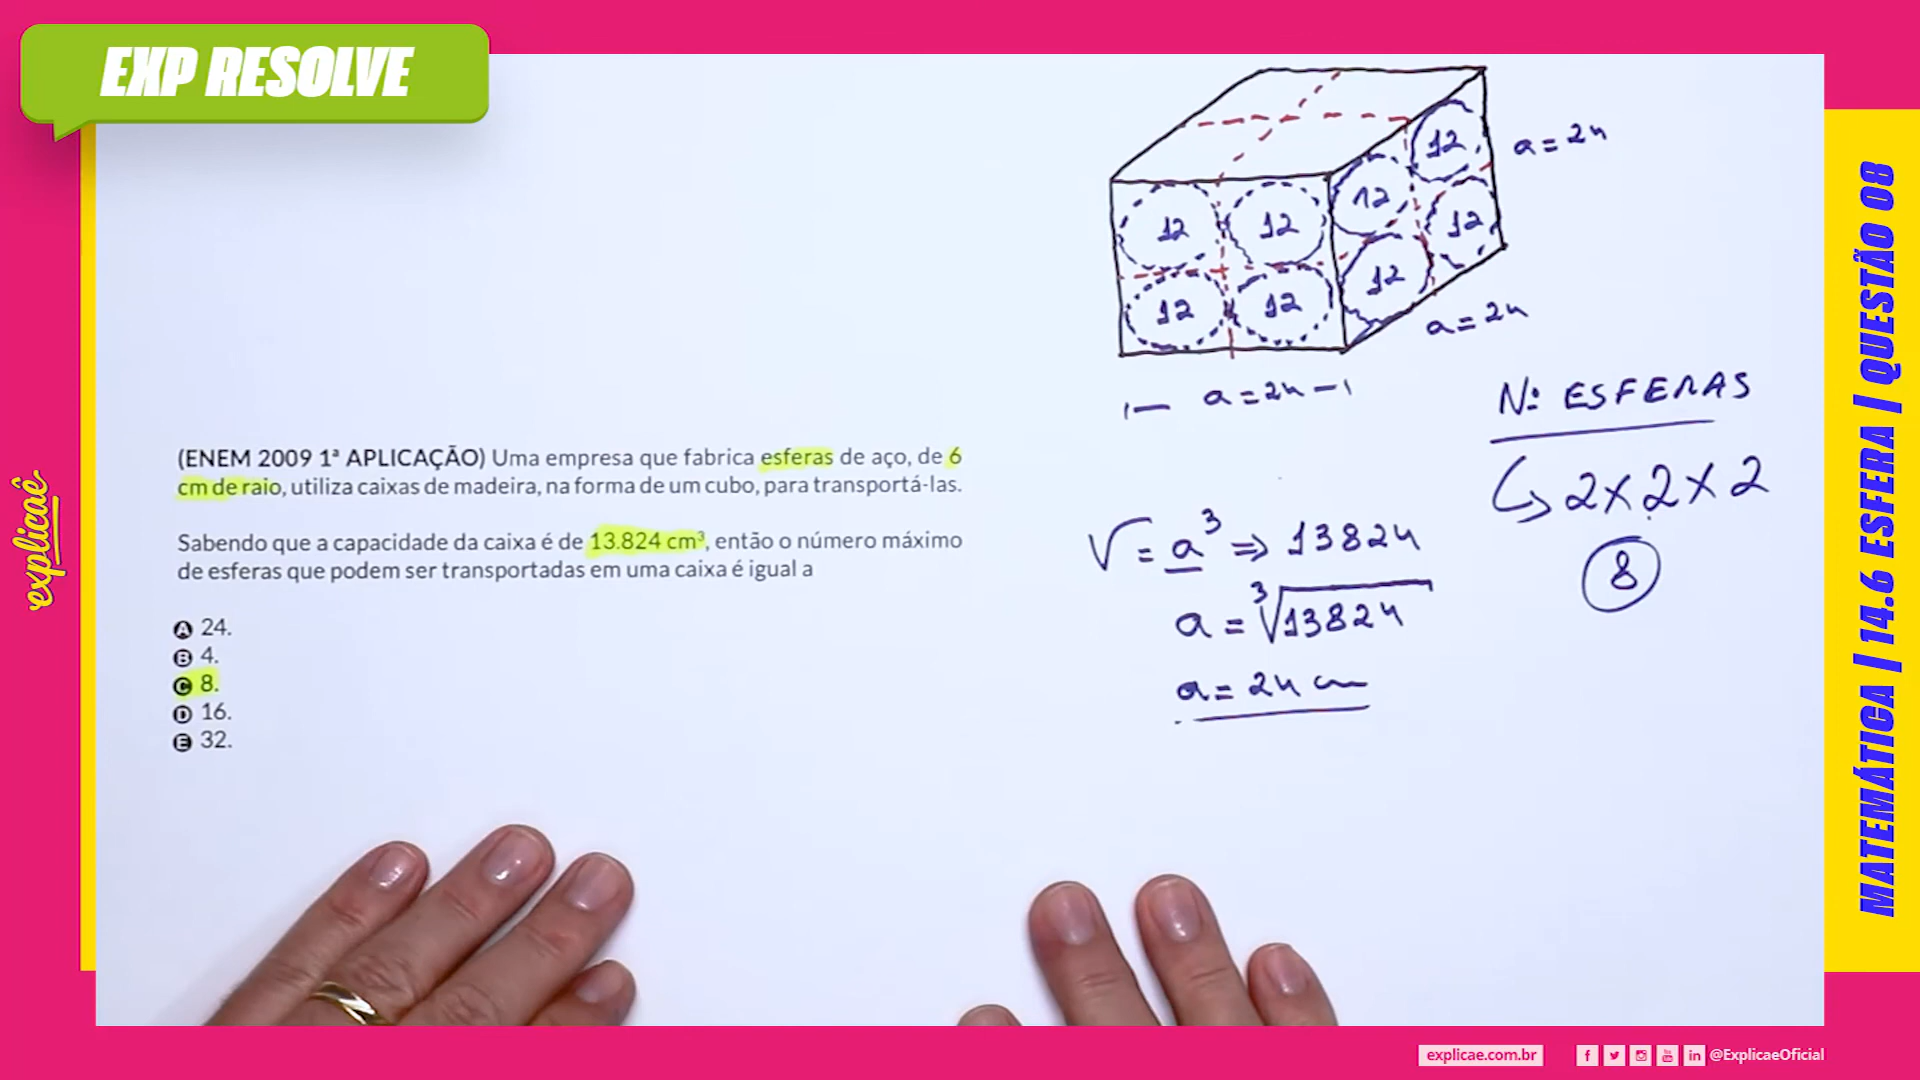 EXP RESOLVE
12
12
12
12
12
12
12
12
a = 24
a = 24
a = 24
Nº ESFERAS
2 x 2 x 2
8
(ENEM 2009 1ª APLICAÇÃO) Uma empresa que fabrica esferas de aço, de 6
cm de raio, utiliza caixas de madeira, na forma de um cubo, para transportá-las.
Sabendo que a capacidade da caixa é de 13.824 cm³, então o número máximo
de esferas que podem ser transportadas em uma caixa é igual a
A 24.
B 4.
C 8.
D 16.
E 32.
V = a³ ⇒ 13824
a = ³√13824
a = 24 cm
explicaê
MATEMÁTICA | 14.6 ESFERA | QUESTÃO 08
explicae.com.br
@ExplicaeOficial